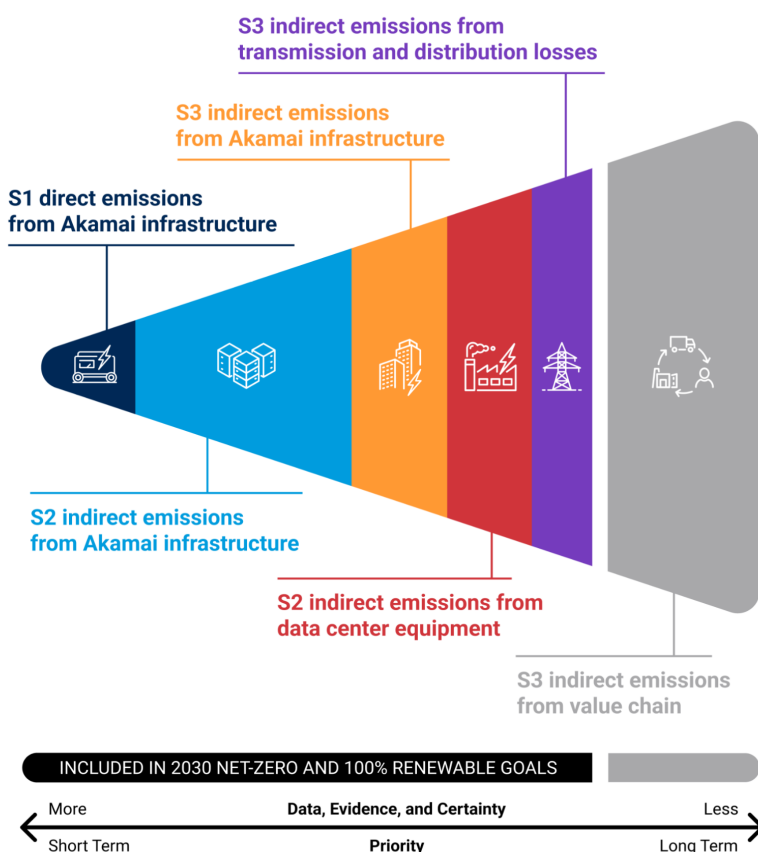 S3 indirect emissions from
transmission and distribution losses
S3 indirect emissions
from Akamai infrastructure
S1 direct emissions
from Akamai infrastructure
S2 indirect emissions
from Akamai infrastructure
S2 indirect emissions from
data center equipment
S3 indirect emissions
from value chain
INCLUDED IN 2030 NET-ZERO AND 100% RENEWABLE GOALS
More Data, Evidence, and Certainty Less
Short Term Priority Long Term